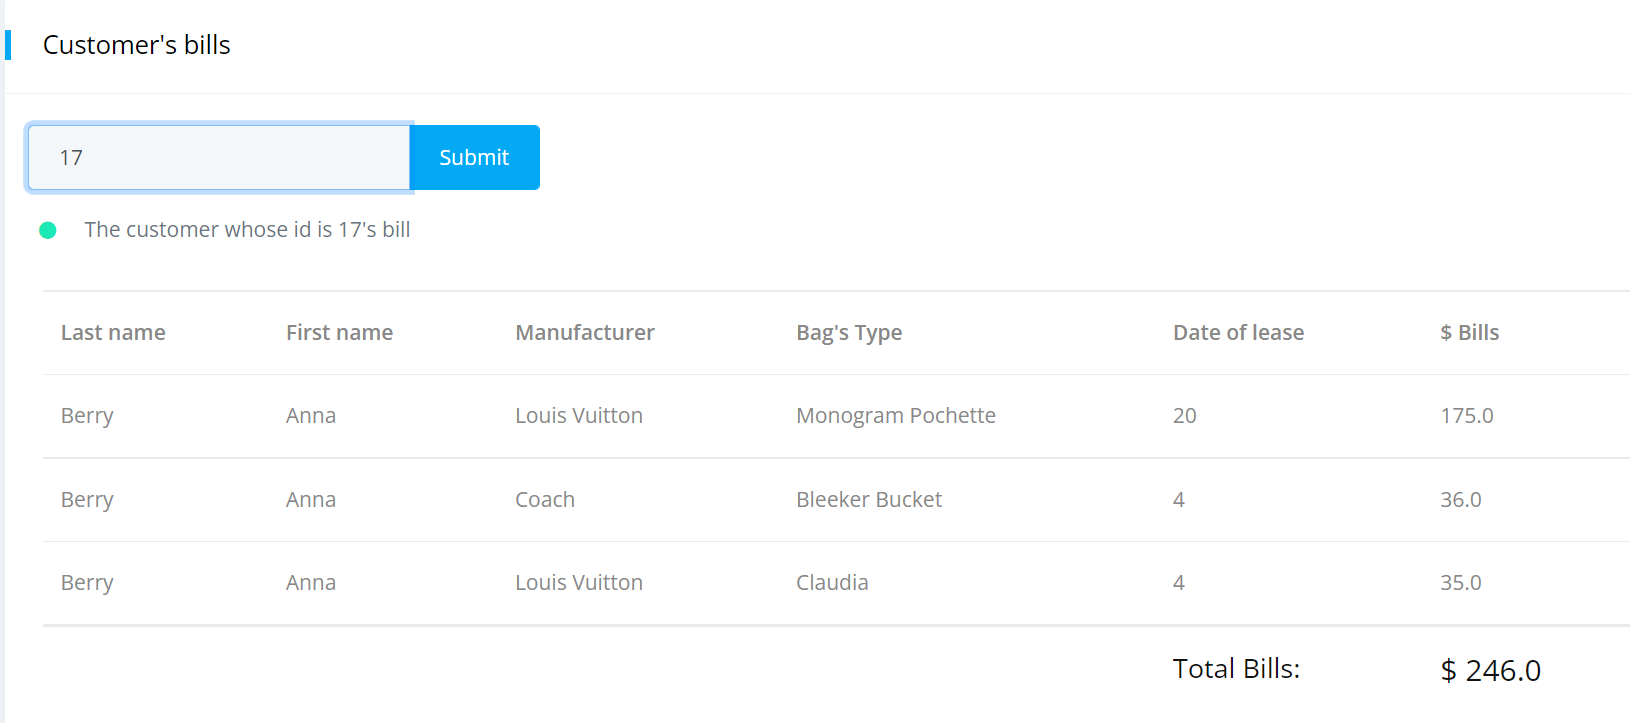 Customer's bills
17 Submit
The customer whose id is 17's bill
Last name First name Manufacturer Bag's Type Date of lease $ Bills
Berry Anna Louis Vuitton Monogram Pochette 20 175.0
Berry Anna Coach Bleeker Bucket 4 36.0
Berry Anna Louis Vuitton Claudia 4 35.0
Total Bills: $ 246.0